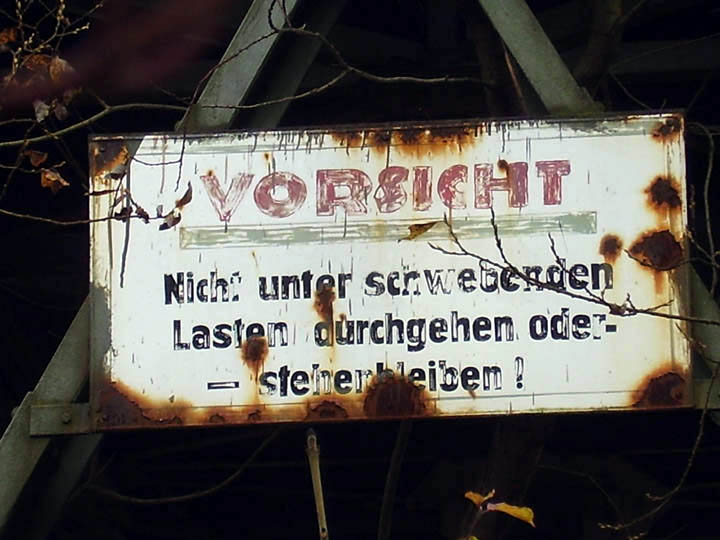 VORSICHT
Nicht unter schwebenden
Lasten durchgehen oder-
— stehenbleiben!